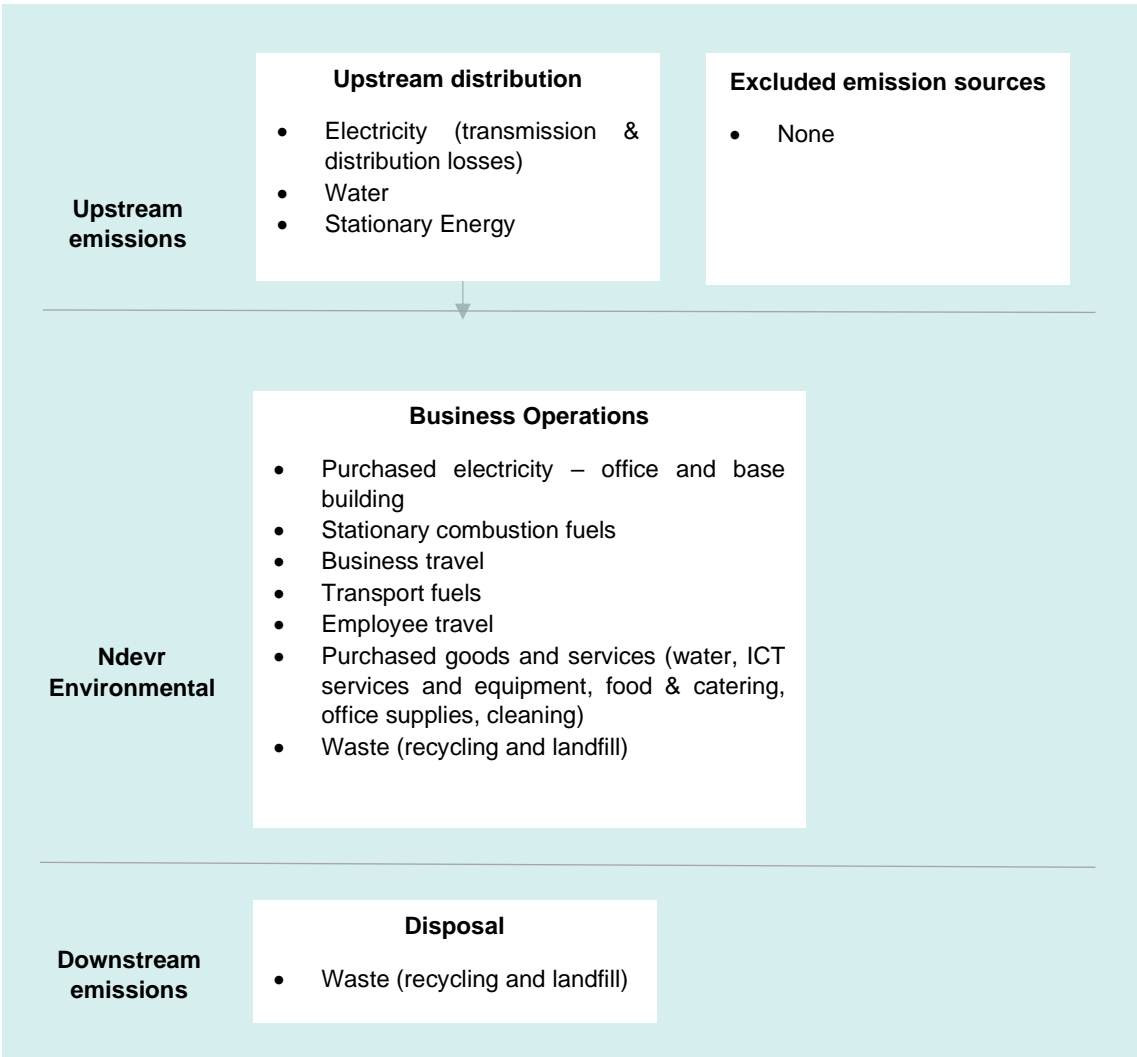 Upstream
emissions
Upstream distribution
• Electricity (transmission &
distribution losses)
• Water
• Stationary Energy
Excluded emission sources
• None
Ndevr
Environmental
Business Operations
• Purchased electricity – office and base
building
• Stationary combustion fuels
• Business travel
• Transport fuels
• Employee travel
• Purchased goods and services (water, ICT
services and equipment, food & catering,
office supplies, cleaning)
• Waste (recycling and landfill)
Downstream
emissions
Disposal
• Waste (recycling and landfill)